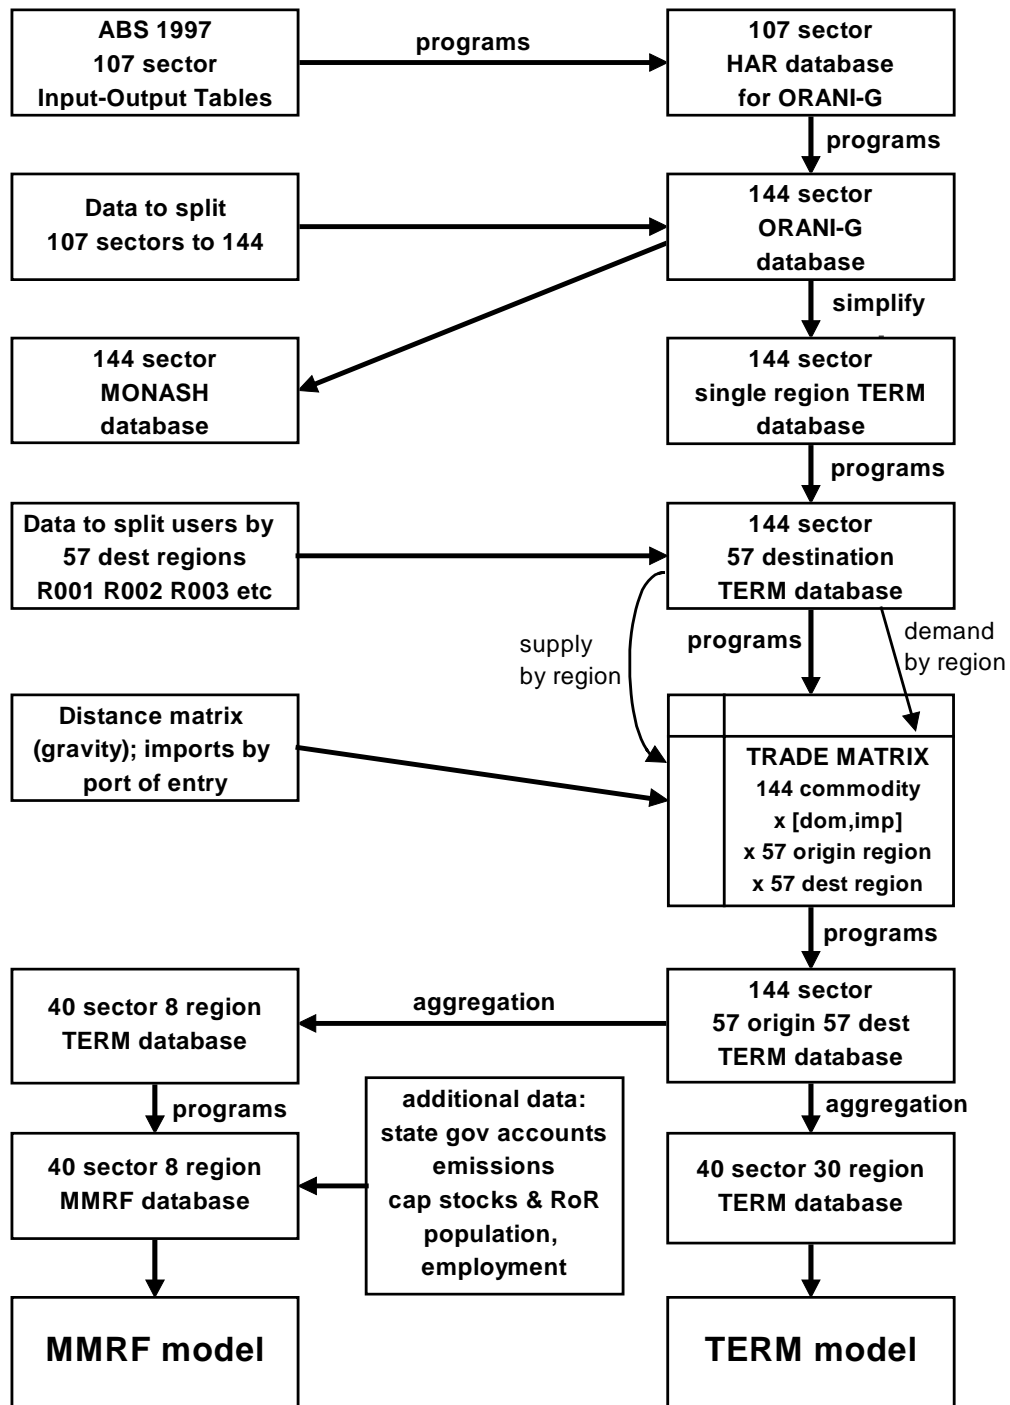 ABS 1997
107 sector
Input-Output Tables
programs
107 sector
HAR database
for ORANI-G
programs
Data to split
107 sectors to 144
144 sector
ORANI-G
database
simplify
144 sector
MONASH
database
144 sector
single region TERM
database
programs
Data to split users by
57 dest regions
R001 R002 R003 etc
144 sector
57 destination
TERM database
supply
by region
programs
demand
by region
Distance matrix
(gravity); imports by
port of entry
TRADE MATRIX
144 commodity
x [dom,imp]
x 57 origin region
x 57 dest region
programs
40 sector 8 region
TERM database
aggregation
144 sector
57 origin 57 dest
TERM database
programs
additional data:
state gov accounts
emissions
cap stocks & RoR
population,
employment
aggregation
40 sector 8 region
MMRF database
40 sector 30 region
TERM database
MMRF model
TERM model